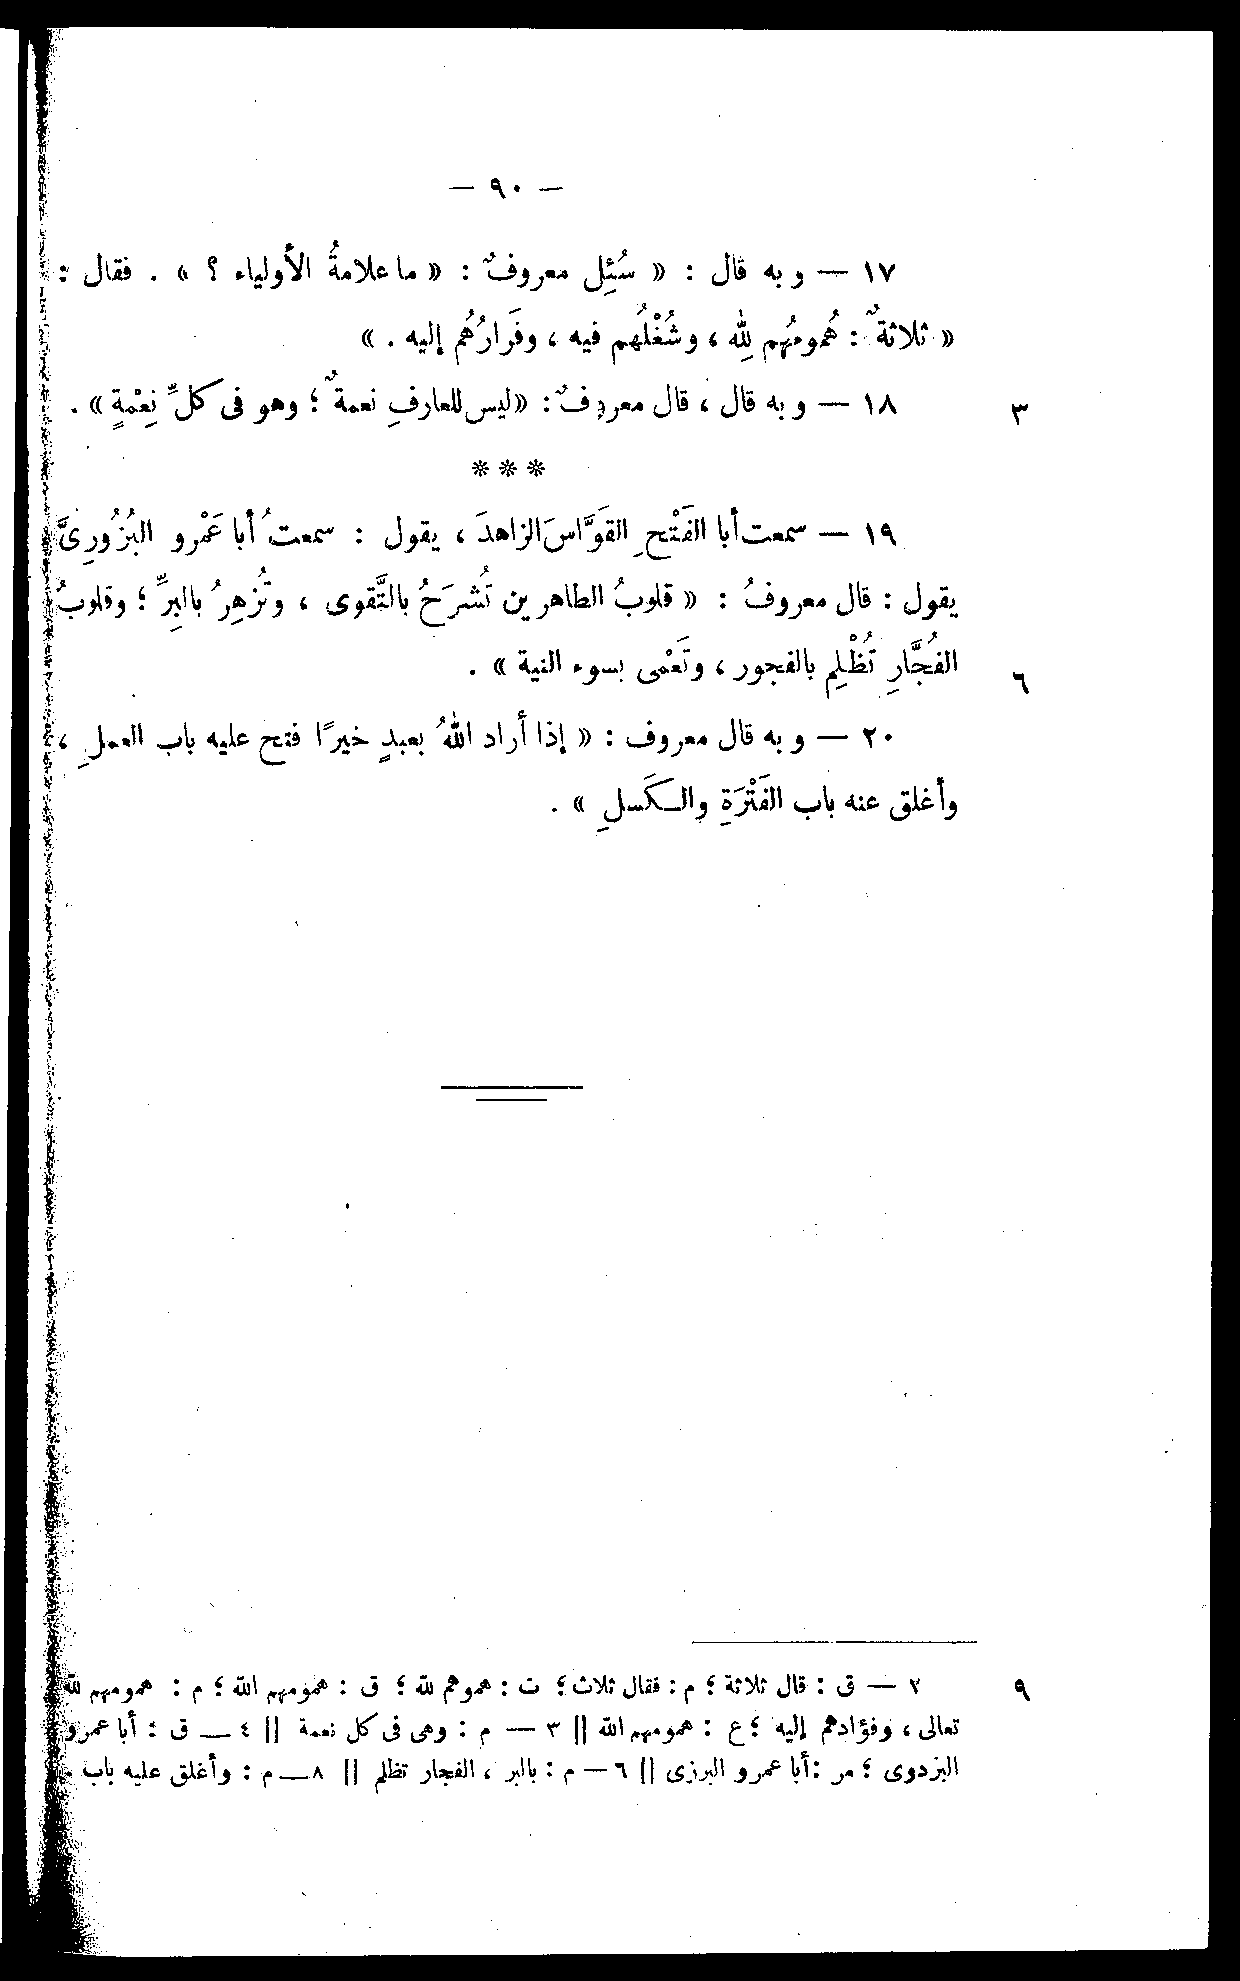 — ٩٠ —
١٧ — وبه قال : « سُئِل معروفٌ : « ما علامةُ الأولياء ؟ » . فقال :
« ثلاثةٌ : هُمومُهم لله ، وشُغْلُهم فيه ، وفَرارُهُم إليه . »
١٨ — وبه قال ، قال معروفٌ : «ليس للعارفِ نعمةٌ ؛ وهو فى كلِّ نِعْمةٍ» .
٣
***
١٩ — سمعت أبا الفَتْحِ القَوَّاسَ الزاهدَ ، يقول : سمعتُ أبا عَمْرو البُزُورِىَّ
يقول : قال معروفُ : « قلوبُ الطاهرين تُشرَحُ بالتَّقوى ، وتُزهِرُ بالبِرِّ ؛ وقلوبُ
الفُجَّارِ تُظْلِم بالفجور ، وتَعْمى بسوء النية » .
٦
٢٠ — وبه قال معروف : « إذا أراد اللهُ بعبدٍ خيرًا فتح عليه باب العملِ ،
وأغلق عنه باب الفَتْرَةِ والكَسلِ » .
٢ — ق : قال ثلاثة ؛ م : فقال ثلاث ؛ ت : هموهم لله ؛ ق : همومهم الله ؛ م : همومهم لله
٩
تعالى ، وفؤادهم إليه ؛ ع : همومهم الله || ٣ — م : وهى فى كل نعمة || ٤ — ق : أبا عمرو
البزدوى ؛ مر : أبا عمرو البرزى || ٦ — م : بالبر ، الفجار تظلم || ٨ — م : وأغلق عليه باب .